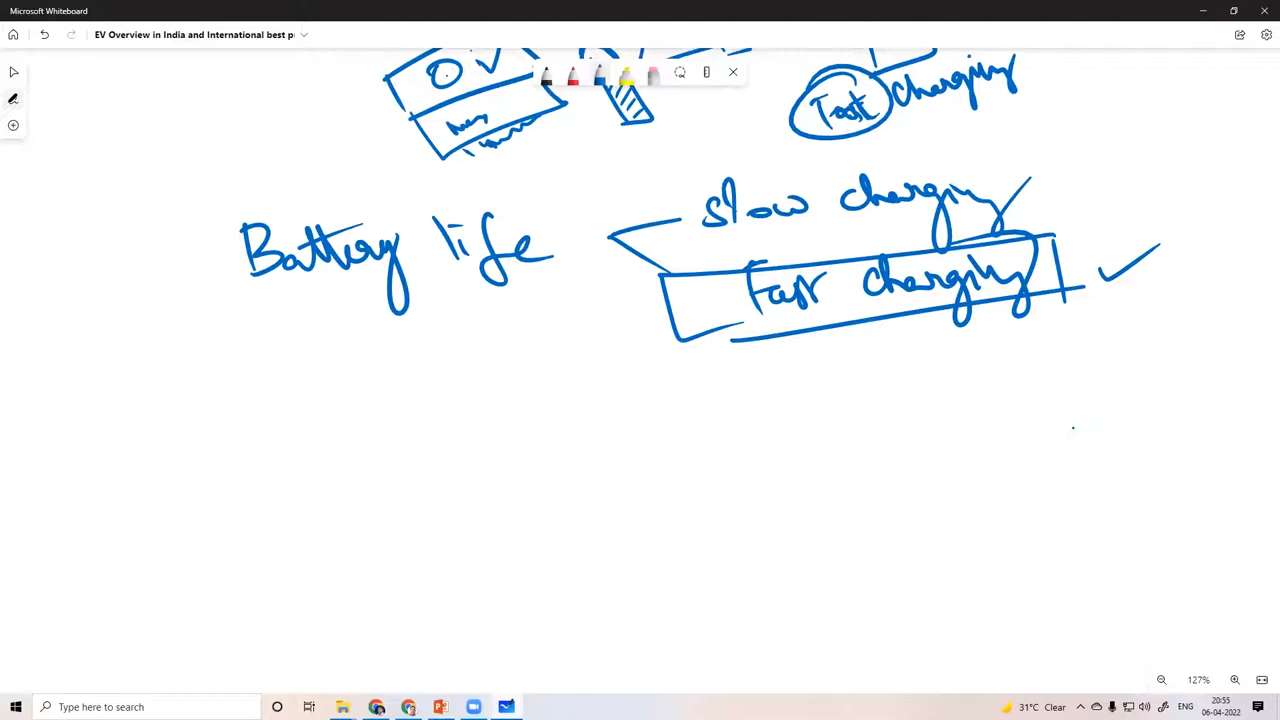 Microsoft Whiteboard
EV Overview in India and International best p
Fast charging
slow charging
Battery life
Fast charging
127%
Type here to search
31°C Clear
ENG
20:55
06-04-2022